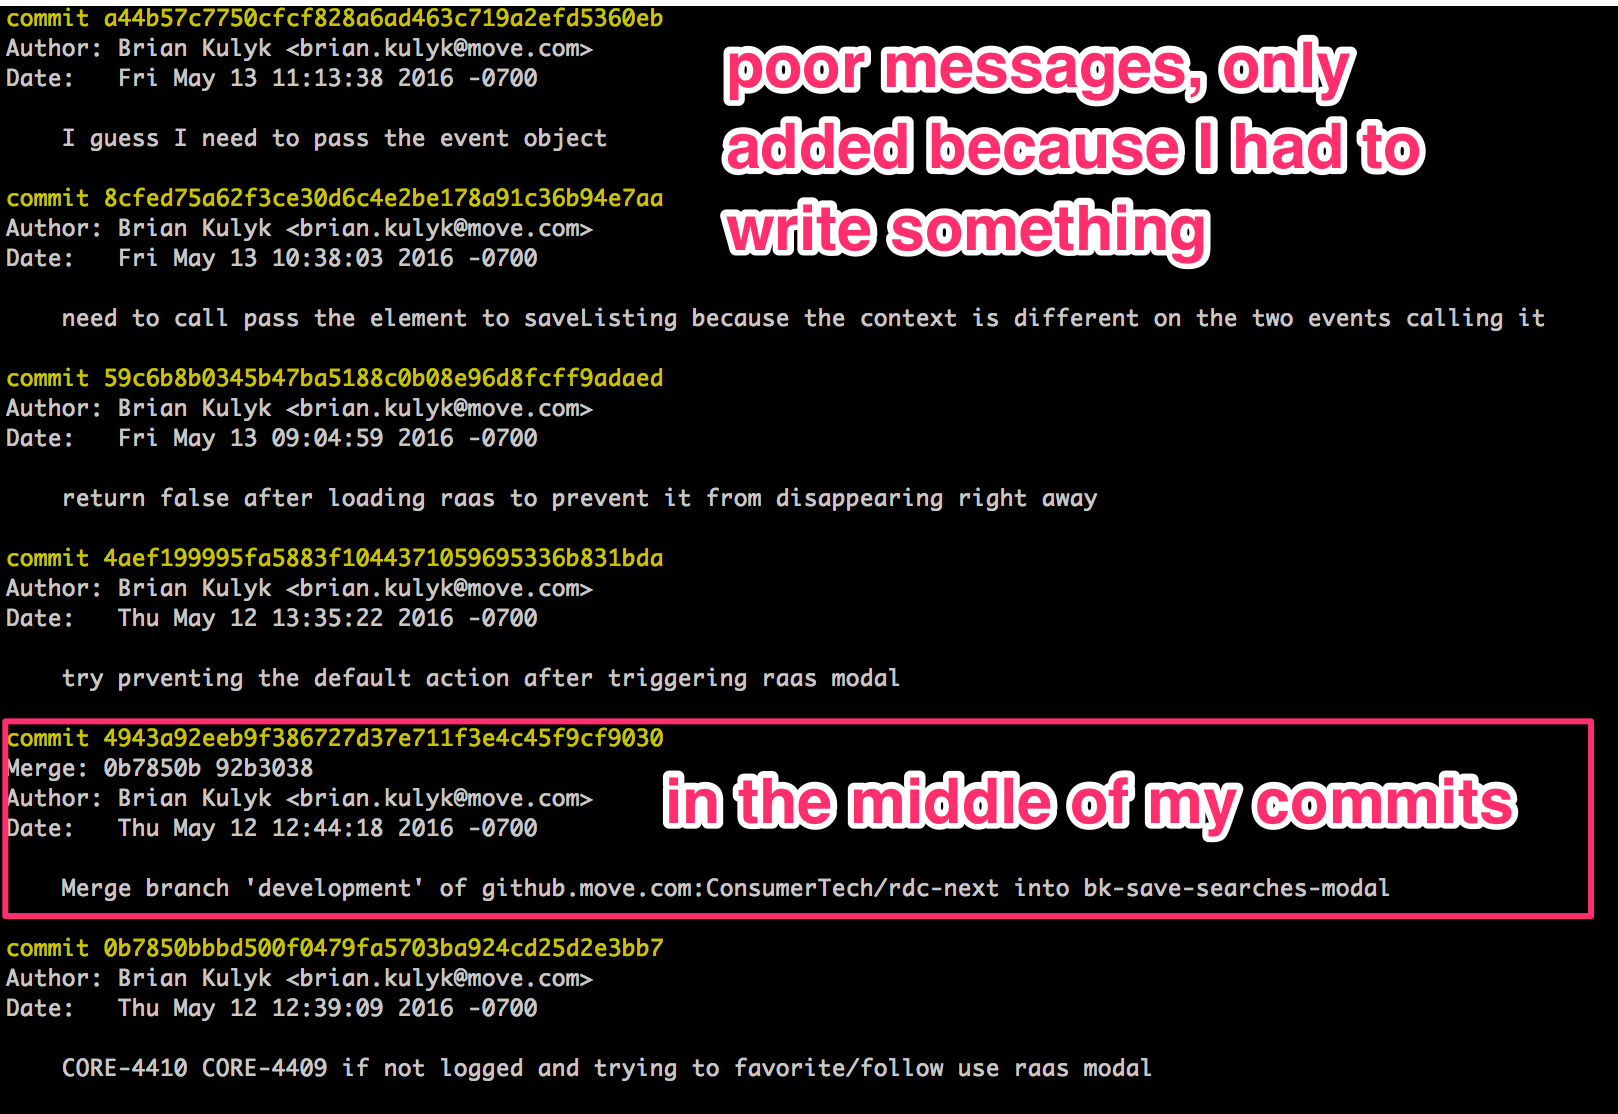 commit a44b57c7750cfcf828a6ad463c719a2efd5360eb
Author: Brian Kulyk <brian.kulyk@move.com>
Date:   Fri May 13 11:13:38 2016 -0700
poor messages, only
added because I had to
write something
I guess I need to pass the event object
commit 8cfed75a62f3ce30d6c4e2be178a91c36b94e7aa
Author: Brian Kulyk <brian.kulyk@move.com>
Date:   Fri May 13 10:38:03 2016 -0700
need to call pass the element to saveListing because the context is different on the two events calling it
commit 59c6b8b0345b47ba5188c0b08e96d8fcff9adaed
Author: Brian Kulyk <brian.kulyk@move.com>
Date:   Fri May 13 09:04:59 2016 -0700
return false after loading raas to prevent it from disappearing right away
commit 4aef199995fa5883f1044371059695336b831bda
Author: Brian Kulyk <brian.kulyk@move.com>
Date:   Thu May 12 13:35:22 2016 -0700
try prventing the default action after triggering raas modal
commit 4943a92eeb9f386727d37e711f3e4c45f9cf9030
Merge: 0b7850b 92b3038
Author: Brian Kulyk <brian.kulyk@move.com>
Date:   Thu May 12 12:44:18 2016 -0700
in the middle of my commits
Merge branch 'development' of github.move.com:ConsumerTech/rdc-next into bk-save-searches-modal
commit 0b7850bbbd500f0479fa5703ba924cd25d2e3bb7
Author: Brian Kulyk <brian.kulyk@move.com>
Date:   Thu May 12 12:39:09 2016 -0700
CORE-4410 CORE-4409 if not logged and trying to favorite/follow use raas modal